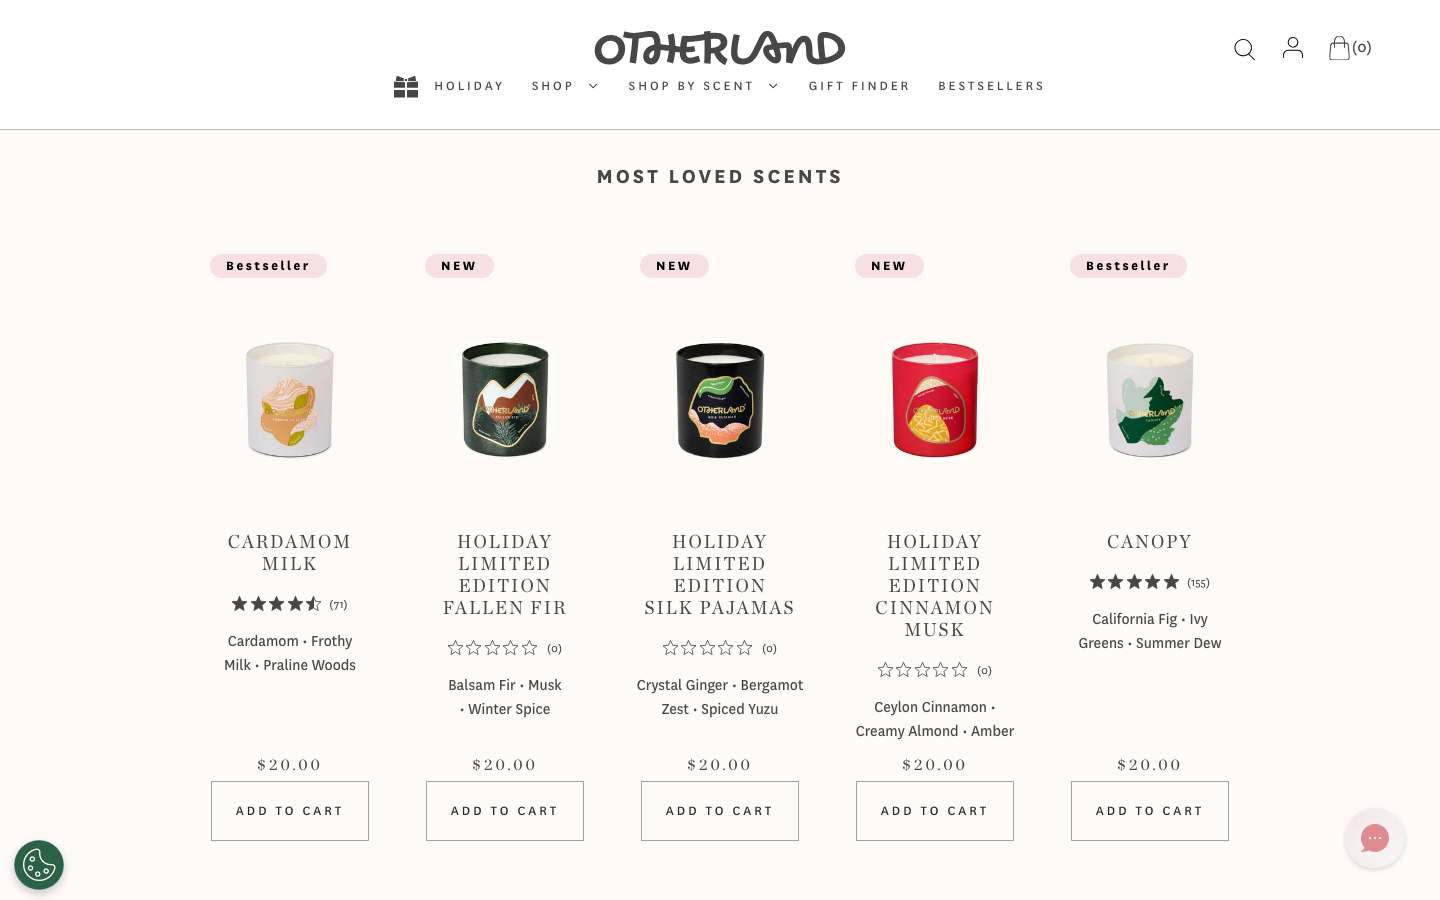 OTHERLAND
(0)
HOLIDAY SHOP SHOP BY SCENT GIFT FINDER BESTSELLERS
MOST LOVED SCENTS
Bestseller
NEW
NEW
NEW
Bestseller
OTHERLAND
OTHERLAND
OTHERLAND
OTHERLAND
CARDAMOM
MILK
(71)
Cardamom • Frothy
Milk • Praline Woods
$20.00
ADD TO CART
HOLIDAY
LIMITED
EDITION
FALLEN FIR
(0)
Balsam Fir • Musk
• Winter Spice
$20.00
ADD TO CART
HOLIDAY
LIMITED
EDITION
SILK PAJAMAS
(0)
Crystal Ginger • Bergamot
Zest • Spiced Yuzu
$20.00
ADD TO CART
HOLIDAY
LIMITED
EDITION
CINNAMON
MUSK
(0)
Ceylon Cinnamon •
Creamy Almond • Amber
$20.00
ADD TO CART
CANOPY
(155)
California Fig • Ivy
Greens • Summer Dew
$20.00
ADD TO CART